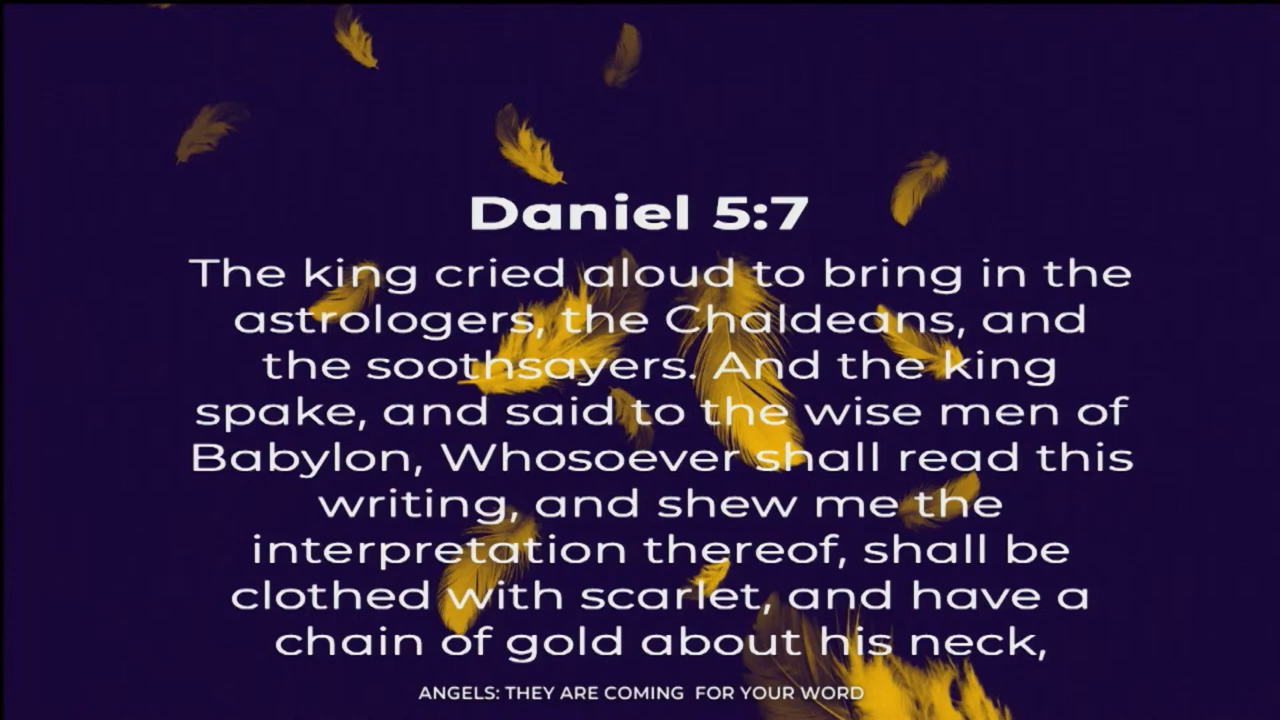 Daniel 5:7
The king cried aloud to bring in the
astrologers, the Chaldeans, and
the soothsayers. And the king
spake, and said to the wise men of
Babylon, Whosoever shall read this
writing, and shew me the
interpretation thereof, shall be
clothed with scarlet, and have a
chain of gold about his neck,
ANGELS: THEY ARE COMING FOR YOUR WORD